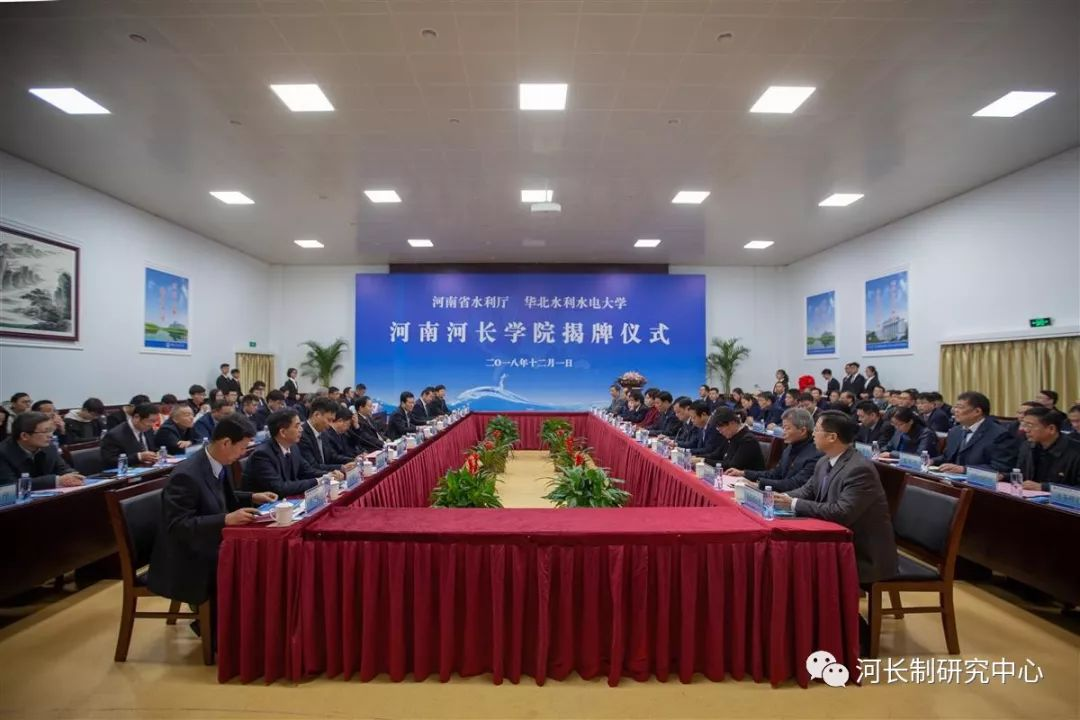 河南省水利厅 华北水利水电大学
河南河长学院揭牌仪式
二〇一八年十二月一日
河长制研究中心